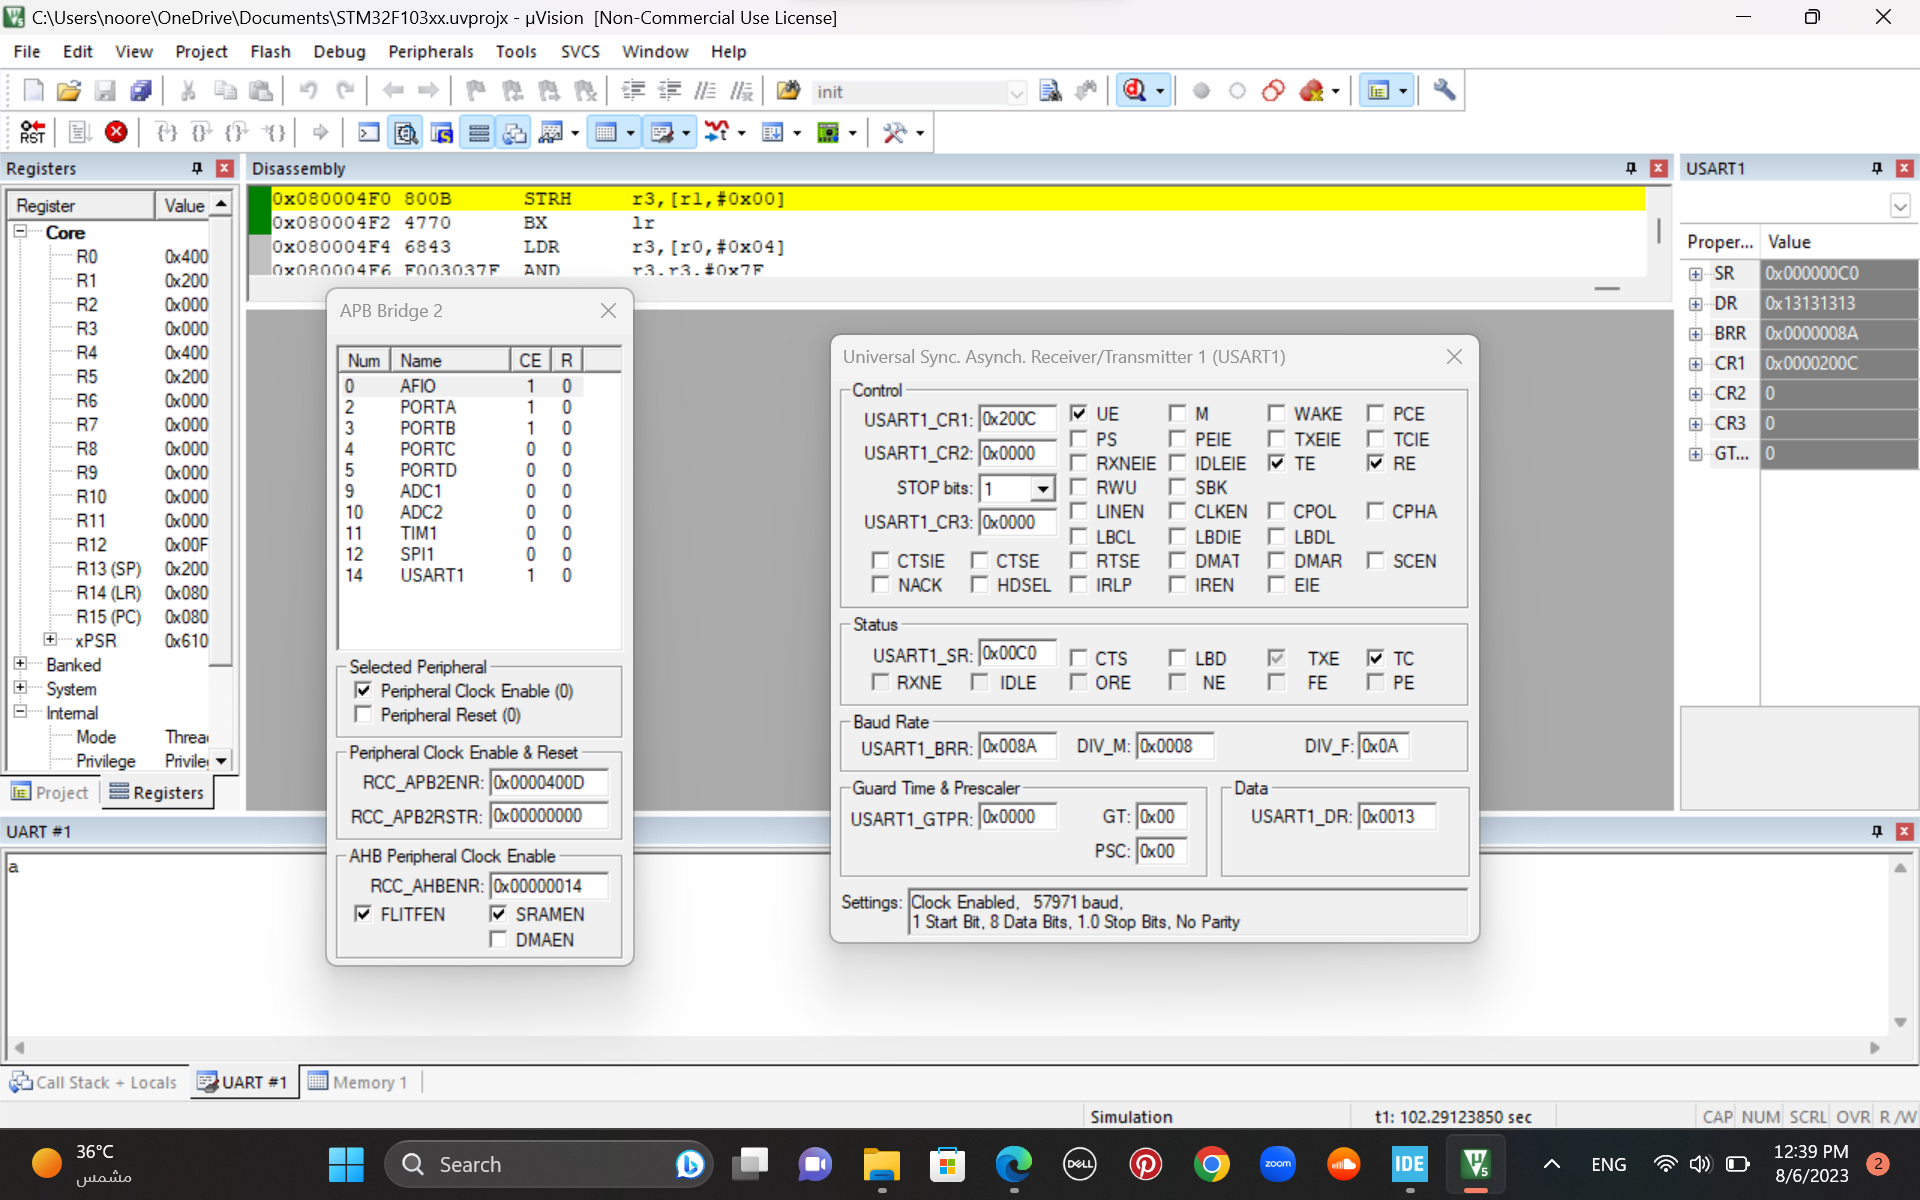 C:\Users\noore\OneDrive\Documents\STM32F103xx.uvprojx - µVision [Non-Commercial Use License]
File Edit View Project Flash Debug Peripherals Tools SVCS Window Help
init
RST
Registers
Register Value
Core
R0 0x400
R1 0x200
R2 0x000
R3 0x000
R4 0x400
R5 0x200
R6 0x000
R7 0x000
R8 0x000
R9 0x000
R10 0x000
R11 0x000
R12 0x00F
R13 (SP) 0x200
R14 (LR) 0x080
R15 (PC) 0x080
xPSR 0x610
Banked
System
Internal
Mode Threa
Privilege Privile
Project Registers
Disassembly
0x080004F0 800B STRH r3,[r1,#0x00]
0x080004F2 4770 BX lr
0x080004F4 6843 LDR r3,[r0,#0x04]
0x080004F6 F003037F AND r3,r3,#0x7F
APB Bridge 2
Num Name CE R
0 AFIO 1 0
2 PORTA 1 0
3 PORTB 1 0
4 PORTC 0 0
5 PORTD 0 0
9 ADC1 0 0
10 ADC2 0 0
11 TIM1 0 0
12 SPI1 0 0
14 USART1 1 0
Selected Peripheral
Peripheral Clock Enable (0)
Peripheral Reset (0)
Peripheral Clock Enable & Reset
RCC_APB2ENR: 0x0000400D
RCC_APB2RSTR: 0x00000000
AHB Peripheral Clock Enable
RCC_AHBENR: 0x00000014
FLITFEN SRAMEN
DMAEN
Universal Sync. Asynch. Receiver/Transmitter 1 (USART1)
Control
USART1_CR1: 0x200C UE M WAKE PCE
PS PEIE TXEIE TCIE
USART1_CR2: 0x0000
RXNEIE IDLEIE TE RE
STOP bits: 1 RWU SBK
LINEN CLKEN CPOL CPHA
USART1_CR3: 0x0000
LBCL LBDIE LBDL
CTSIE CTSE RTSE DMAT DMAR SCEN
NACK HDSEL IRLP IREN EIE
Status
USART1_SR: 0x00C0 CTS LBD TXE TC
RXNE IDLE ORE NE FE PE
Baud Rate
USART1_BRR: 0x008A DIV_M: 0x0008 DIV_F: 0x0A
Guard Time & Prescaler
USART1_GTPR: 0x0000 GT: 0x00
PSC: 0x00
Data
USART1_DR: 0x0013
Settings: Clock Enabled, 57971 baud,
1 Start Bit, 8 Data Bits, 1.0 Stop Bits, No Parity
USART1
Proper... Value
SR 0x000000C0
DR 0x13131313
BRR 0x0000008A
CR1 0x0000200C
CR2 0
CR3 0
GT... 0
UART #1
a
Call Stack + Locals UART #1 Memory 1
Simulation t1: 102.29123850 sec CAP NUM SCRL OVR R/W
36°C
مشمس
Search
DELL
zoom
IDE
ENG
12:39 PM
8/6/2023
2